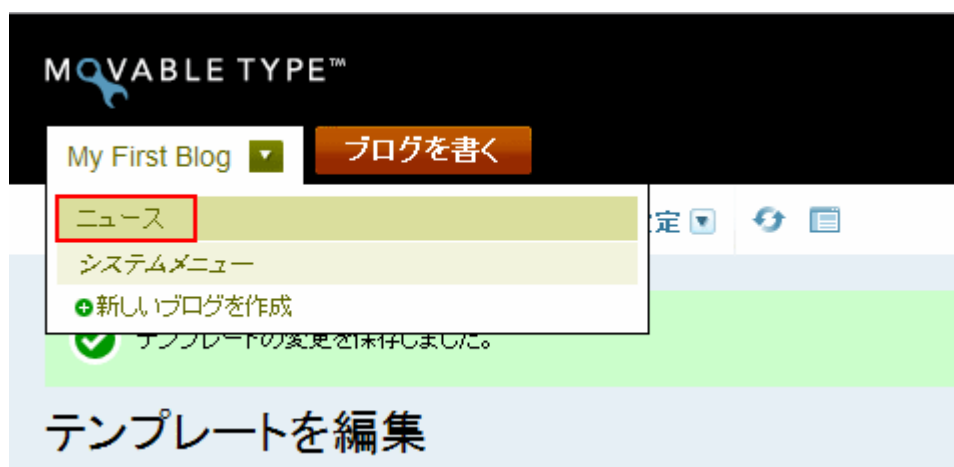 MOVABLE TYPE™
My First Blog ブログを書く
ニュース
定
システムメニュー
新しいブログを作成
テンプレートの変更を保存しました。
テンプレートを編集